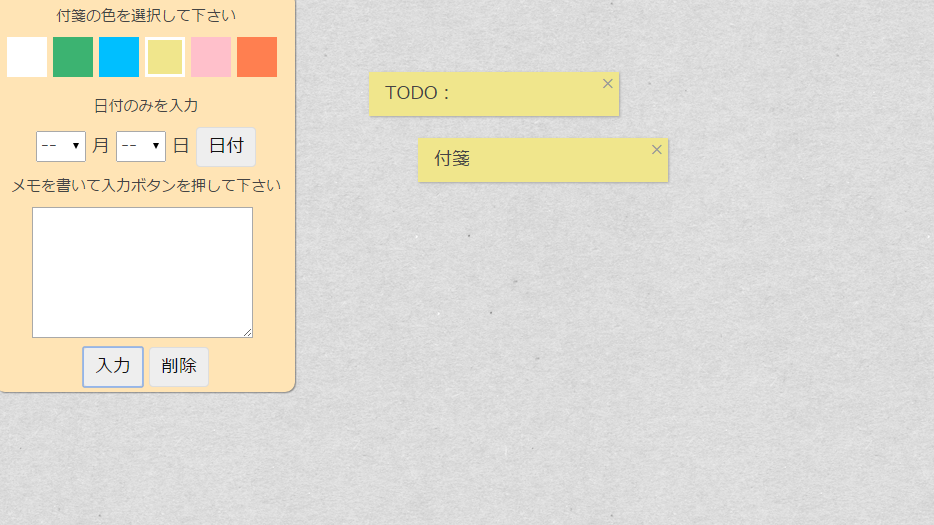 付箋の色を選択して下さい
日付のみを入力
-- 月 -- 日 日付
メモを書いて入力ボタンを押して下さい
入力 削除
TODO：
付箋